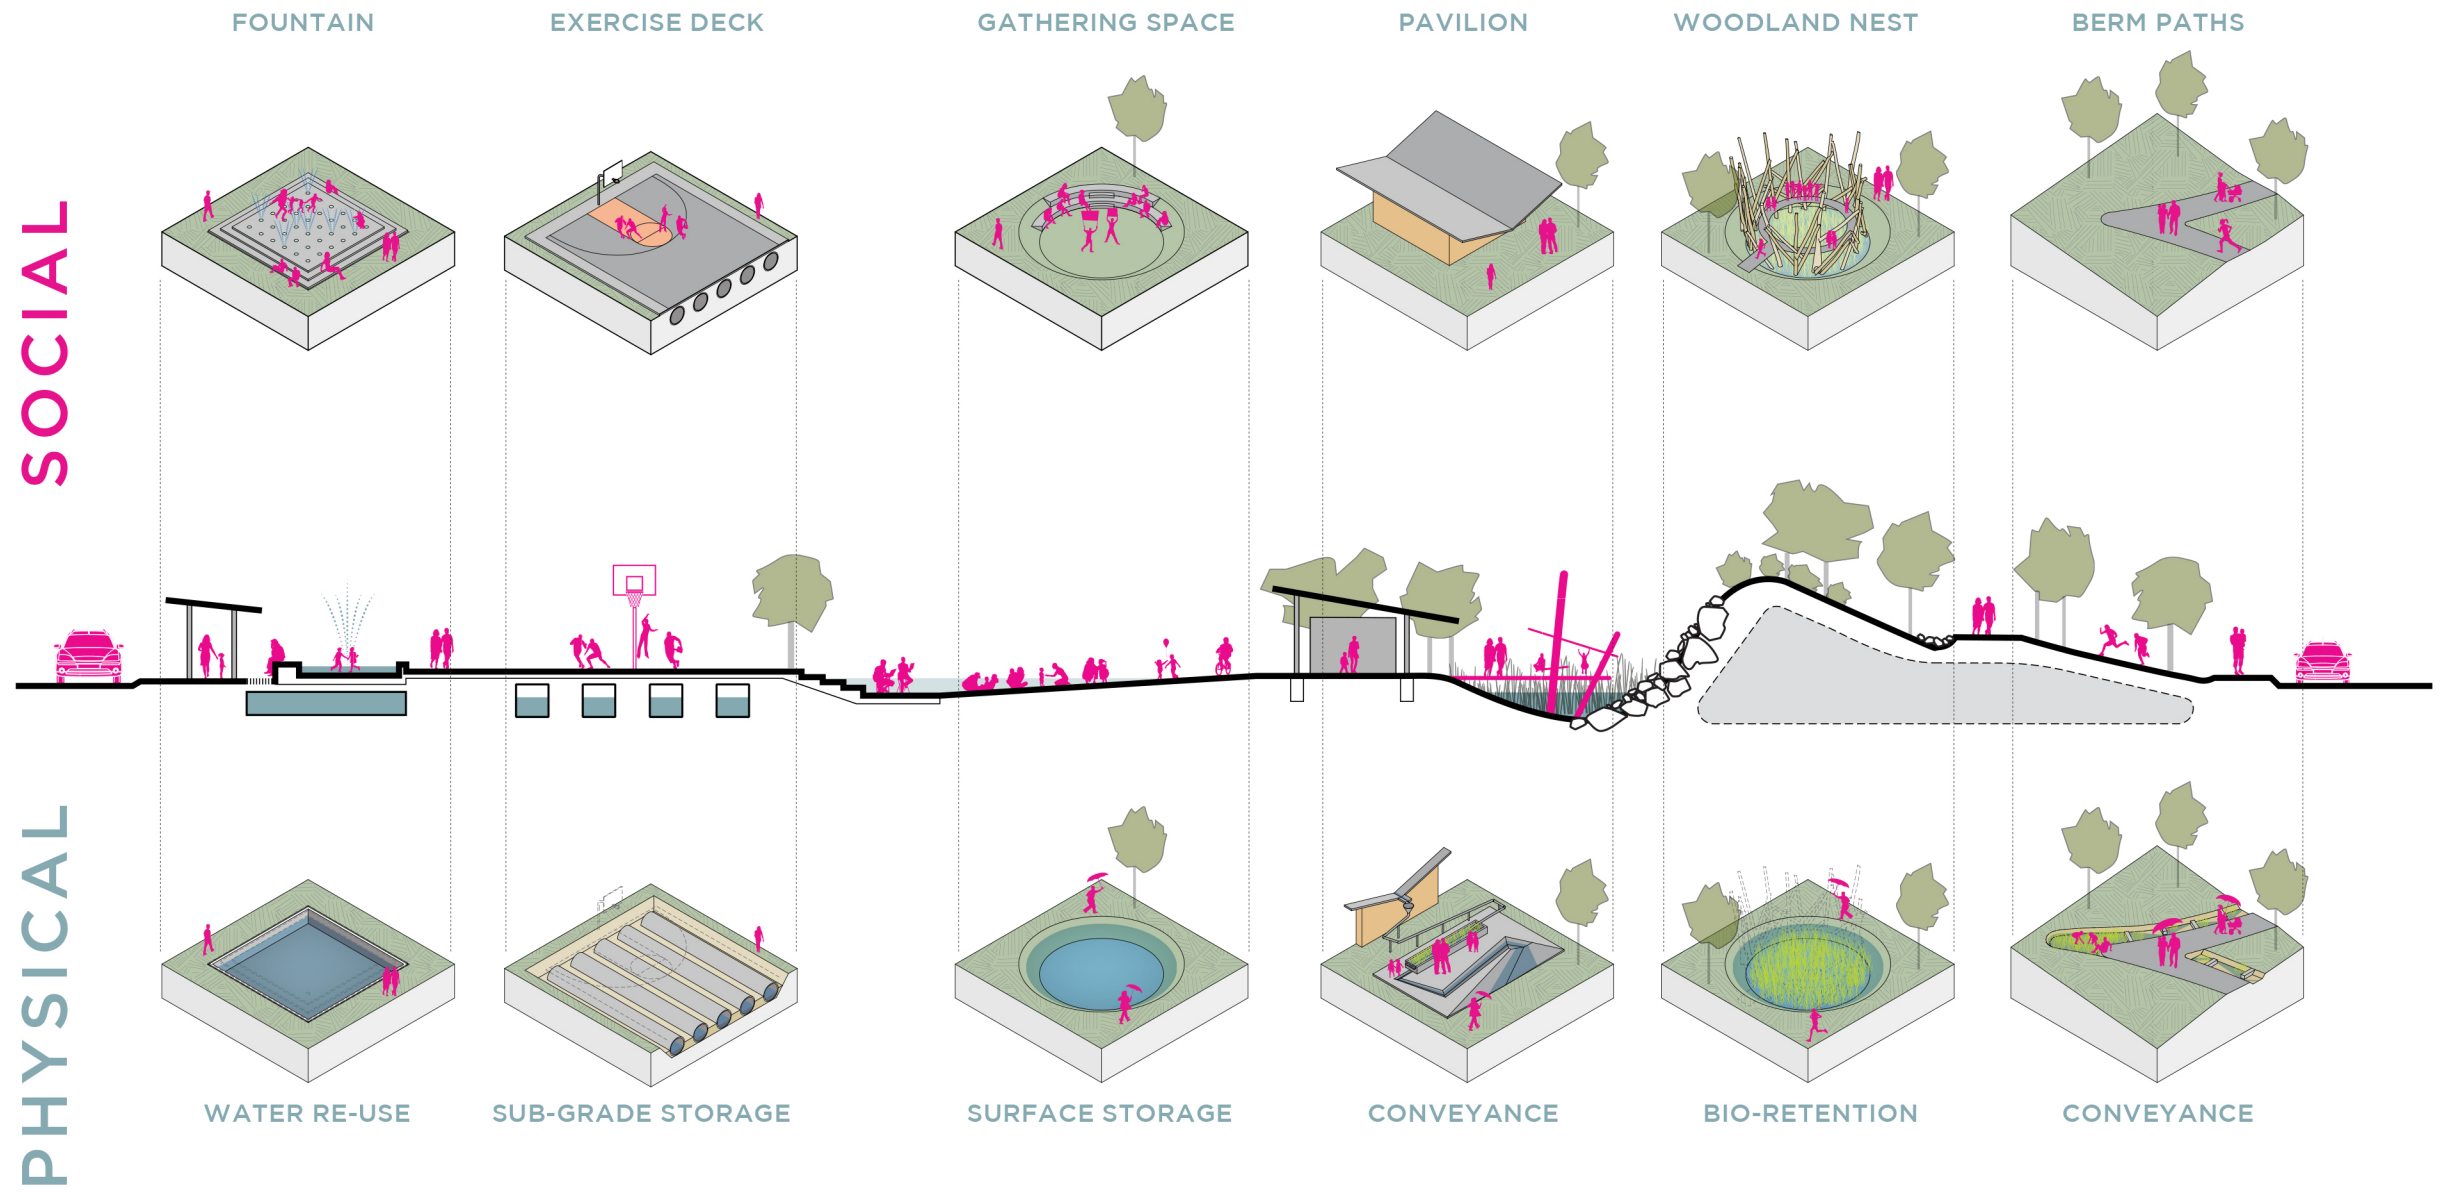 FOUNTAIN
EXERCISE DECK
GATHERING SPACE
PAVILION
WOODLAND NEST
BERM PATHS
SOCIAL
PHYSICAL
WATER RE-USE
SUB-GRADE STORAGE
SURFACE STORAGE
CONVEYANCE
BIO-RETENTION
CONVEYANCE